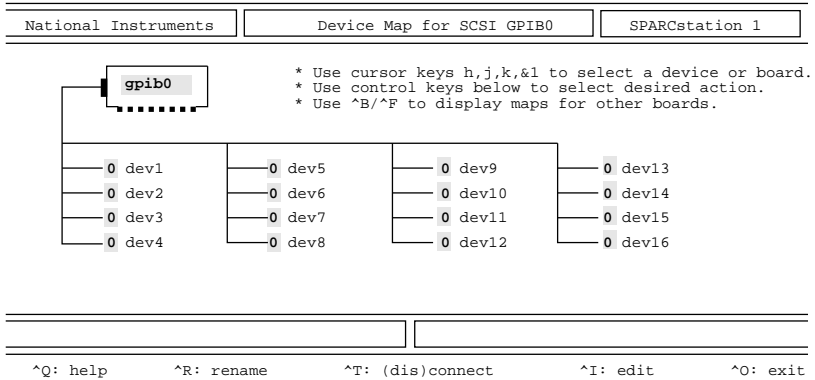 National Instruments Device Map for SCSI GPIB0 SPARCstation 1
gpib0
* Use cursor keys h,j,k,&1 to select a device or board.
* Use control keys below to select desired action.
* Use ^B/^F to display maps for other boards.
0 dev1 0 dev5 0 dev9 0 dev13
0 dev2 0 dev6 0 dev10 0 dev14
0 dev3 0 dev7 0 dev11 0 dev15
0 dev4 0 dev8 0 dev12 0 dev16
^Q: help ^R: rename ^T: (dis)connect ^I: edit ^O: exit